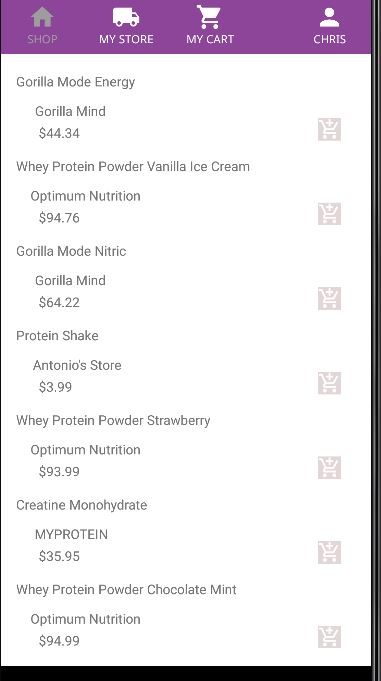 SHOP
MY STORE
MY CART
CHRIS
Gorilla Mode Energy
Gorilla Mind
$44.34
Whey Protein Powder Vanilla Ice Cream
Optimum Nutrition
$94.76
Gorilla Mode Nitric
Gorilla Mind
$64.22
Protein Shake
Antonio's Store
$3.99
Whey Protein Powder Strawberry
Optimum Nutrition
$93.99
Creatine Monohydrate
MYPROTEIN
$35.95
Whey Protein Powder Chocolate Mint
Optimum Nutrition
$94.99